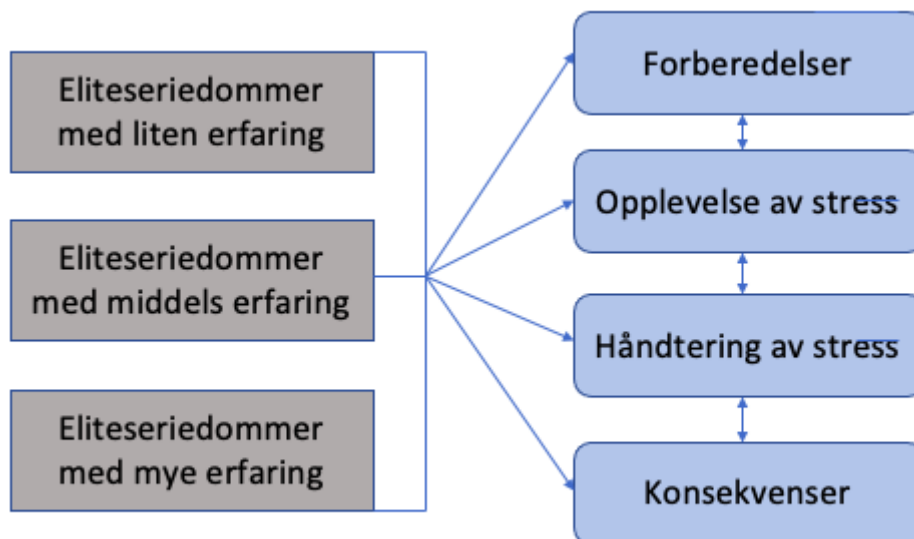 Eliteseriedommer
med liten erfaring
Eliteseriedommer
med middels erfaring
Eliteseriedommer
med mye erfaring
Forberedelser
Opplevelse av stress
Håndtering av stress
Konsekvenser